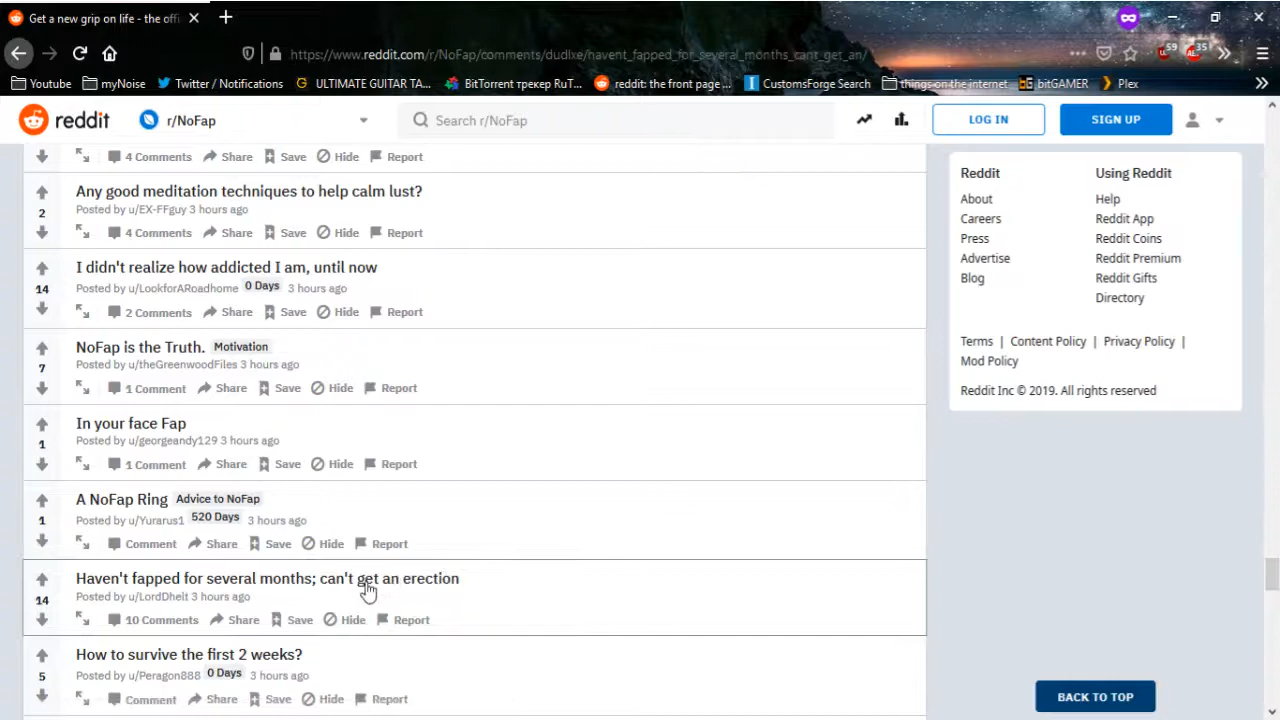 Get a new grip on life - the offi
https://www.reddit.com/r/NoFap/comments/dudlxe/havent_fapped_for_several_months_cant_get_an/
59
35
Youtube myNoise Twitter / Notifications ULTIMATE GUITAR TA... BitTorrent трекер RuT... reddit: the front page ... CustomsForge Search things on the internet bitGAMER Plex
reddit r/NoFap Search r/NoFap LOG IN SIGN UP
4 Comments Share Save Hide Report
Any good meditation techniques to help calm lust?
Posted by u/EX-FFguy 3 hours ago
2
4 Comments Share Save Hide Report
I didn't realize how addicted I am, until now
Posted by u/LookforARoadhome 0 Days 3 hours ago
14
2 Comments Share Save Hide Report
NoFap is the Truth. Motivation
Posted by u/theGreenwoodFiles 3 hours ago
7
1 Comment Share Save Hide Report
In your face Fap
Posted by u/georgeandy129 3 hours ago
1
1 Comment Share Save Hide Report
A NoFap Ring Advice to NoFap
Posted by u/Yurarus1 520 Days 3 hours ago
1
Comment Share Save Hide Report
Haven't fapped for several months; can't get an erection
Posted by u/LordDhelt 3 hours ago
14
10 Comments Share Save Hide Report
How to survive the first 2 weeks?
Posted by u/Peragon888 0 Days 3 hours ago
5
Comment Share Save Hide Report
Reddit Using Reddit
About Help
Careers Reddit App
Press Reddit Coins
Advertise Reddit Premium
Blog Reddit Gifts
Directory
Terms | Content Policy | Privacy Policy |
Mod Policy
Reddit Inc © 2019. All rights reserved
BACK TO TOP